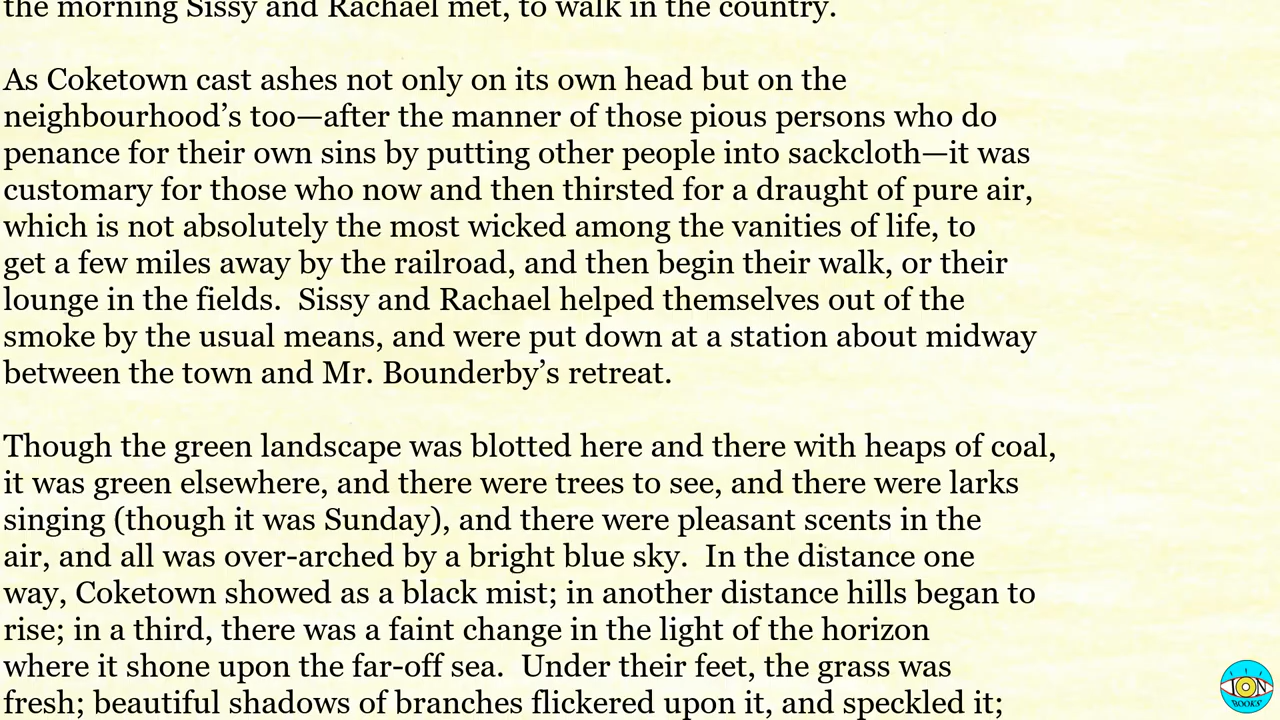 the morning Sissy and Rachael met, to walk in the country.
As Coketown cast ashes not only on its own head but on the
neighbourhood’s too—after the manner of those pious persons who do
penance for their own sins by putting other people into sackcloth—it was
customary for those who now and then thirsted for a draught of pure air,
which is not absolutely the most wicked among the vanities of life, to
get a few miles away by the railroad, and then begin their walk, or their
lounge in the fields.  Sissy and Rachael helped themselves out of the
smoke by the usual means, and were put down at a station about midway
between the town and Mr. Bounderby’s retreat.
Though the green landscape was blotted here and there with heaps of coal,
it was green elsewhere, and there were trees to see, and there were larks
singing (though it was Sunday), and there were pleasant scents in the
air, and all was over-arched by a bright blue sky.  In the distance one
way, Coketown showed as a black mist; in another distance hills began to
rise; in a third, there was a faint change in the light of the horizon
where it shone upon the far-off sea.  Under their feet, the grass was
fresh; beautiful shadows of branches flickered upon it, and speckled it;
ION
BOOKS